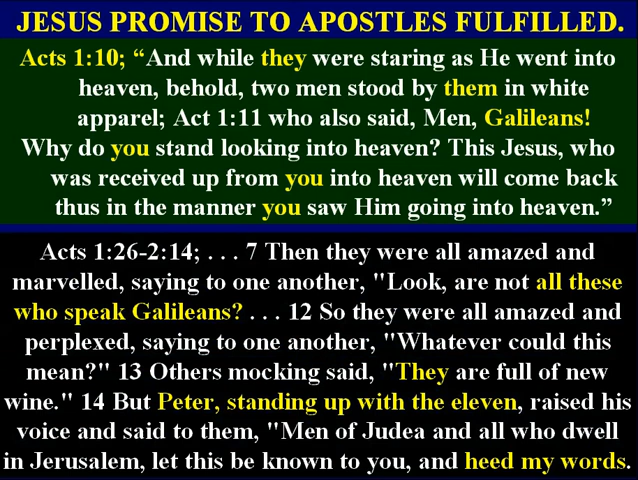 JESUS PROMISE TO APOSTLES FULFILLED.
Acts 1:10; “And while they were staring as He went into
heaven, behold, two men stood by them in white
apparel; Act 1:11 who also said, Men, Galileans!
Why do you stand looking into heaven? This Jesus, who
was received up from you into heaven will come back
thus in the manner you saw Him going into heaven.”
Acts 1:26-2:14; . . . 7 Then they were all amazed and
marvelled, saying to one another, "Look, are not all these
who speak Galileans? . . . 12 So they were all amazed and
perplexed, saying to one another, "Whatever could this
mean?" 13 Others mocking said, "They are full of new
wine." 14 But Peter, standing up with the eleven, raised his
voice and said to them, "Men of Judea and all who dwell
in Jerusalem, let this be known to you, and heed my words.